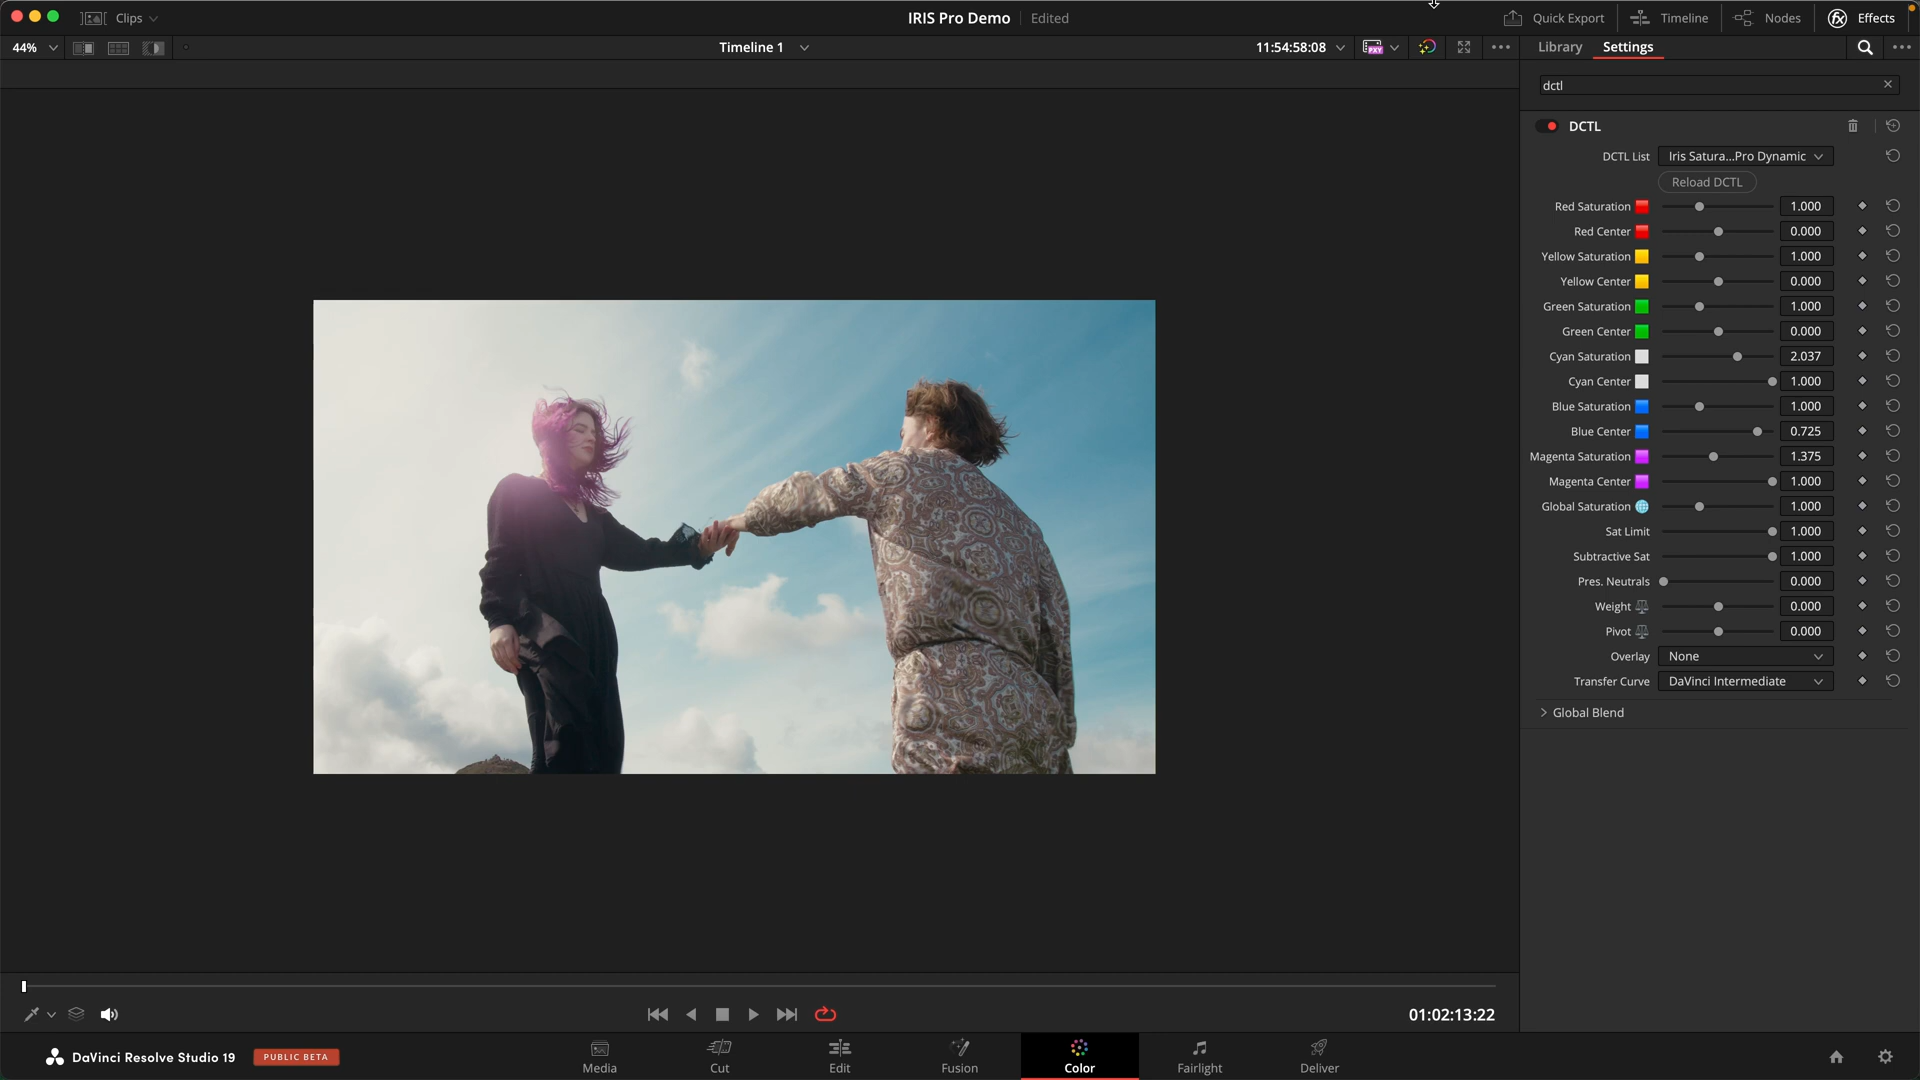 Clips
IRIS Pro Demo Edited
Quick Export Timeline Nodes Effects
44%
Timeline 1
11:54:58:08
PXY
Library Settings
dctl
DCTL
DCTL List Iris Satura...Pro Dynamic
Reload DCTL
Red Saturation 1.000
Red Center 0.000
Yellow Saturation 1.000
Yellow Center 0.000
Green Saturation 1.000
Green Center 0.000
Cyan Saturation 2.037
Cyan Center 1.000
Blue Saturation 1.000
Blue Center 0.725
Magenta Saturation 1.375
Magenta Center 1.000
Global Saturation 1.000
Sat Limit 1.000
Subtractive Sat 1.000
Pres. Neutrals 0.000
Weight 0.000
Pivot 0.000
Overlay None
Transfer Curve DaVinci Intermediate
Global Blend
01:02:13:22
DaVinci Resolve Studio 19 PUBLIC BETA
Media Cut Edit Fusion Color Fairlight Deliver